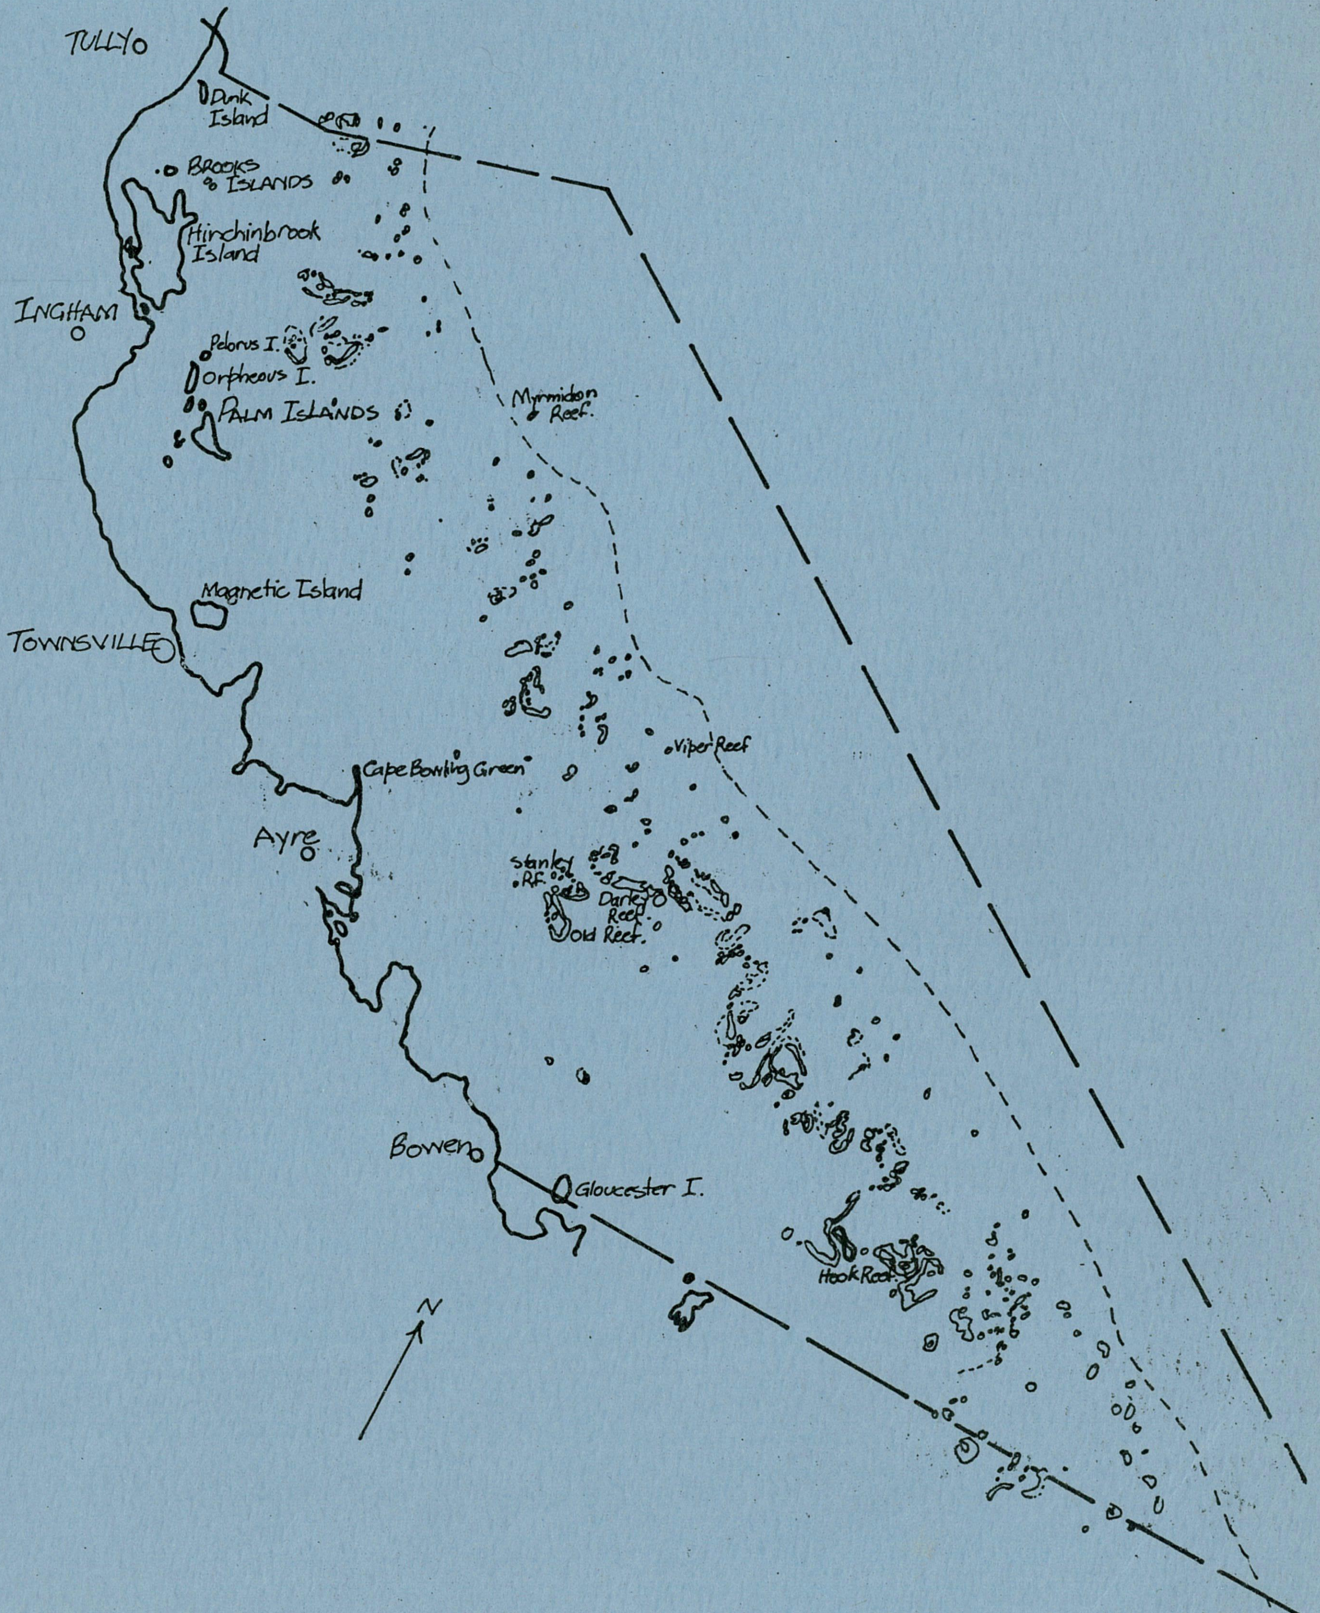 TULLY
Dunk
Island
BROOKS
ISLANDS
Hinchinbrook
Island
INGHAM
Pelorus I.
Orpheous I.
PALM ISLANDS
Myrmidon
Reef.
Magnetic Island
TOWNSVILLE
Viper Reef
Cape Bowling Green
Ayre
Stanley
RF.
Darley
Reef
Old Reef.
Bowen
Gloucester I.
Hook Reef.
N